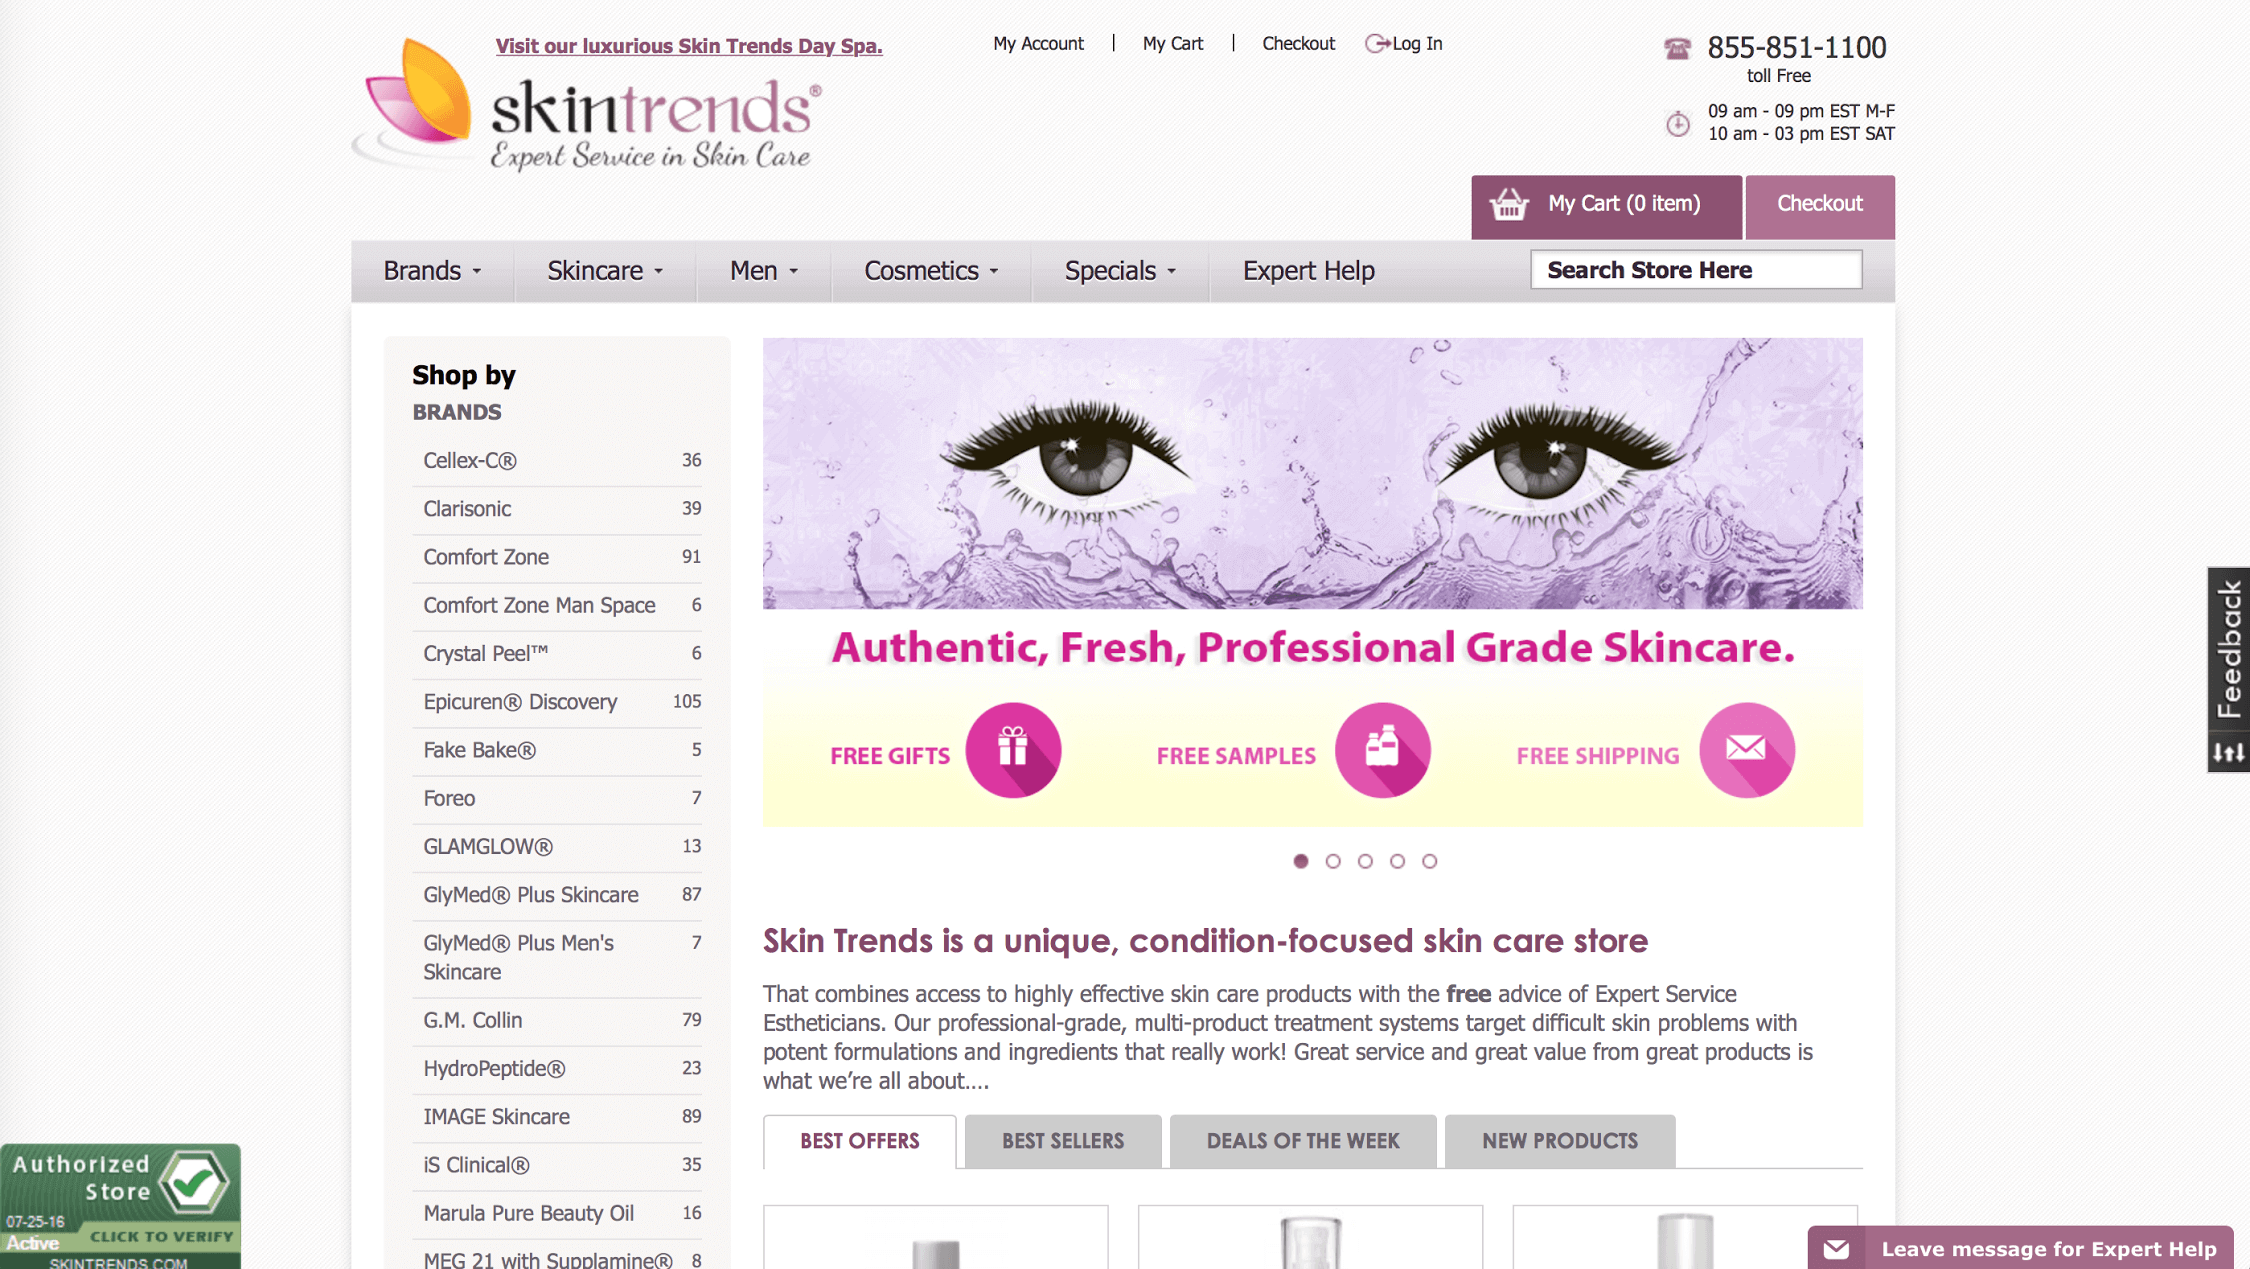 Visit our luxurious Skin Trends Day Spa.
My Account | My Cart | Checkout Log In
855-851-1100
toll Free
09 am - 09 pm EST M-F
10 am - 03 pm EST SAT
skintrends®
Expert Service in Skin Care
My Cart (0 item) Checkout
Brands Skincare Men Cosmetics Specials Expert Help Search Store Here
Shop by
BRANDS
Cellex-C® 36
Clarisonic 39
Comfort Zone 91
Comfort Zone Man Space 6
Crystal Peel™ 6
Epicuren® Discovery 105
Fake Bake® 5
Foreo 7
GLAMGLOW® 13
GlyMed® Plus Skincare 87
GlyMed® Plus Men's 7
Skincare
G.M. Collin 79
HydroPeptide® 23
IMAGE Skincare 89
iS Clinical® 35
Marula Pure Beauty Oil 16
MEG 21 with Supplamine® 8
Authentic, Fresh, Professional Grade Skincare.
FREE GIFTS FREE SAMPLES FREE SHIPPING
Skin Trends is a unique, condition-focused skin care store
That combines access to highly effective skin care products with the free advice of Expert Service
Estheticians. Our professional-grade, multi-product treatment systems target difficult skin problems with
potent formulations and ingredients that really work! Great service and great value from great products is
what we’re all about....
BEST OFFERS BEST SELLERS DEALS OF THE WEEK NEW PRODUCTS
Feedback
Authorized
Store
07-25-16
Active CLICK TO VERIFY
SKINTRENDS.COM
Leave message for Expert Help